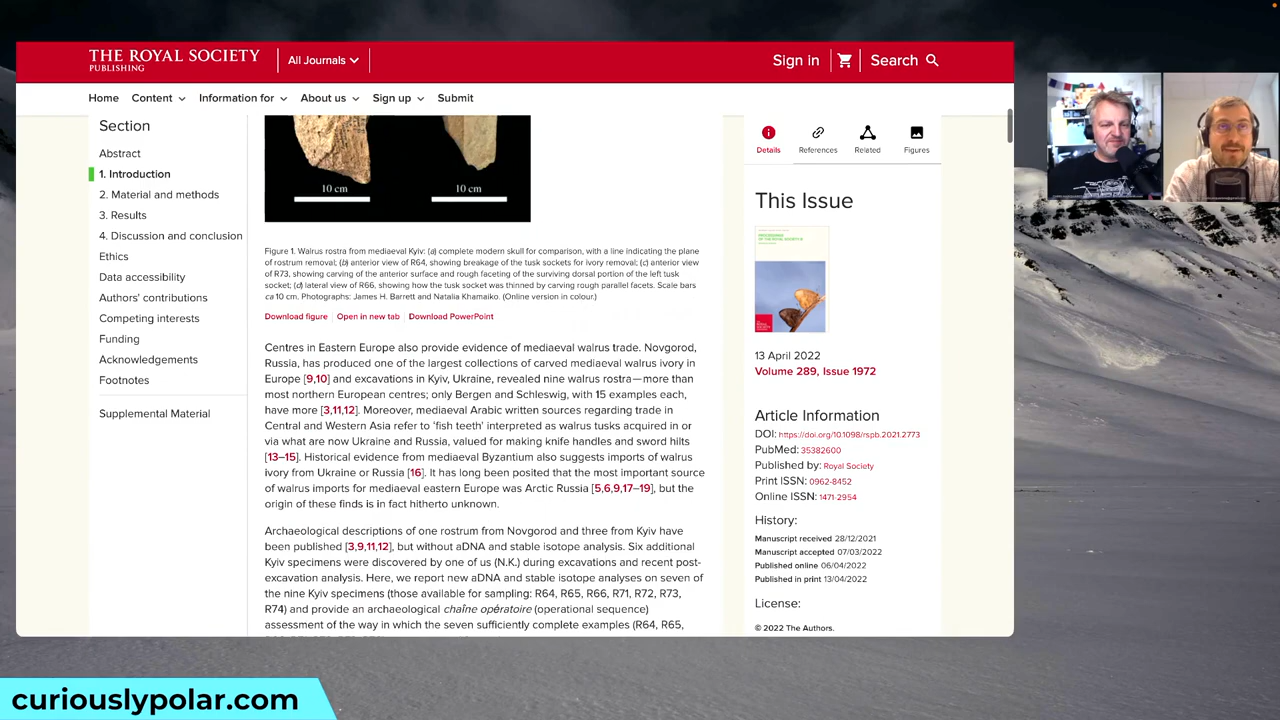 THE ROYAL SOCIETY
PUBLISHING
All Journals
Sign in
Search
Home
Content
Information for
About us
Sign up
Submit
Section
Abstract
1. Introduction
2. Material and methods
3. Results
4. Discussion and conclusion
Ethics
Data accessibility
Authors' contributions
Competing interests
Funding
Acknowledgements
Footnotes
Supplemental Material
10 cm
10 cm
Figure 1. Walrus rostra from mediaeval Kyiv: (a) complete modern skull for comparison, with a line indicating the plane
of rostrum removal; (b) anterior view of R64, showing breakage of the tusk sockets for ivory removal; (c) anterior view
of R73, showing carving of the anterior surface and rough faceting of the surviving dorsal portion of the left tusk
socket; (d) lateral view of R66, showing how the tusk socket was thinned by carving rough parallel facets. Scale bars
ca 10 cm. Photographs: James H. Barrett and Natalia Khamaiko. (Online version in colour.)
Download figure
Open in new tab
Download PowerPoint
Centres in Eastern Europe also provide evidence of mediaeval walrus trade. Novgorod,
Russia, has produced one of the largest collections of carved mediaeval walrus ivory in
Europe [9,10] and excavations in Kyiv, Ukraine, revealed nine walrus rostra—more than
most northern European centres; only Bergen and Schleswig, with 15 examples each,
have more [3,11,12]. Moreover, mediaeval Arabic written sources regarding trade in
Central and Western Asia refer to 'fish teeth' interpreted as walrus tusks acquired in or
via what are now Ukraine and Russia, valued for making knife handles and sword hilts
[13–15]. Historical evidence from mediaeval Byzantium also suggests imports of walrus
ivory from Ukraine or Russia [16]. It has long been posited that the most important source
of walrus imports for mediaeval eastern Europe was Arctic Russia [5,6,9,17–19], but the
origin of these finds is in fact hitherto unknown.
Archaeological descriptions of one rostrum from Novgorod and three from Kyiv have
been published [3,9,11,12], but without aDNA and stable isotope analysis. Six additional
Kyiv specimens were discovered by one of us (N.K.) during excavations and recent post-
excavation analysis. Here, we report new aDNA and stable isotope analyses on seven of
the nine Kyiv specimens (those available for sampling: R64, R65, R66, R71, R72, R73,
R74) and provide an archaeological chaîne opératoire (operational sequence)
assessment of the way in which the seven sufficiently complete examples (R64, R65,
Details
References
Related
Figures
This Issue
13 April 2022
Volume 289, Issue 1972
Article Information
DOI: https://doi.org/10.1098/rspb.2021.2773
PubMed: 35382600
Published by: Royal Society
Print ISSN: 0962-8452
Online ISSN: 1471-2954
History:
Manuscript received 28/12/2021
Manuscript accepted 07/03/2022
Published online 06/04/2022
Published in print 13/04/2022
License:
© 2022 The Authors.
curiouslypolar.com